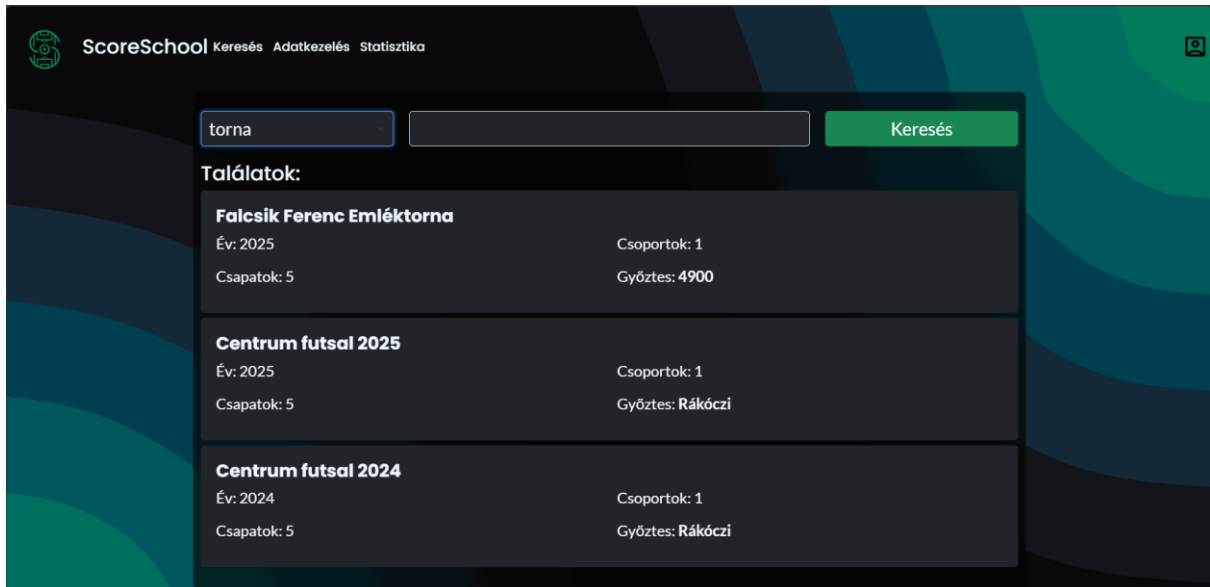 ScoreSchool Keresés Adatkezelés Statisztika
torna Keresés
Találatok:
Falcsik Ferenc Emléktorna
Év: 2025 Csoportok: 1
Csapatok: 5 Győztes: 4900
Centrum futsal 2025
Év: 2025 Csoportok: 1
Csapatok: 5 Győztes: Rákóczi
Centrum futsal 2024
Év: 2024 Csoportok: 1
Csapatok: 5 Győztes: Rákóczi